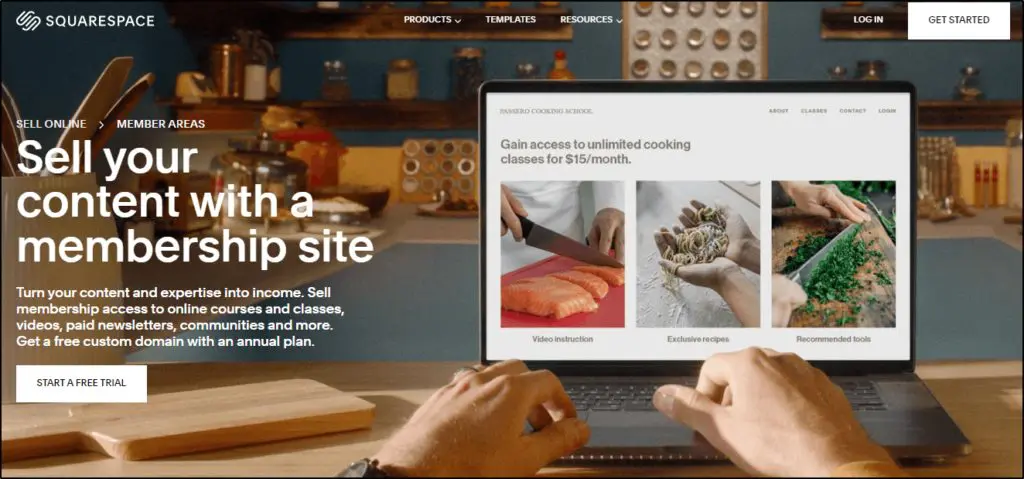 SQUARESPACE
PRODUCTS
TEMPLATES
RESOURCES
LOG IN
GET STARTED
SELL ONLINE > MEMBER AREAS
Sell your
content with a
membership site
Turn your content and expertise into income. Sell
membership access to online courses and classes,
videos, paid newsletters, communities and more.
Get a free custom domain with an annual plan.
START A FREE TRIAL
COOKING SCHOOL
ABOUT
CLASSES
CONTACT
LOGIN
Gain access to unlimited cooking
classes for $15/month.
Video instruction
Exclusive recipes
Recommended tools